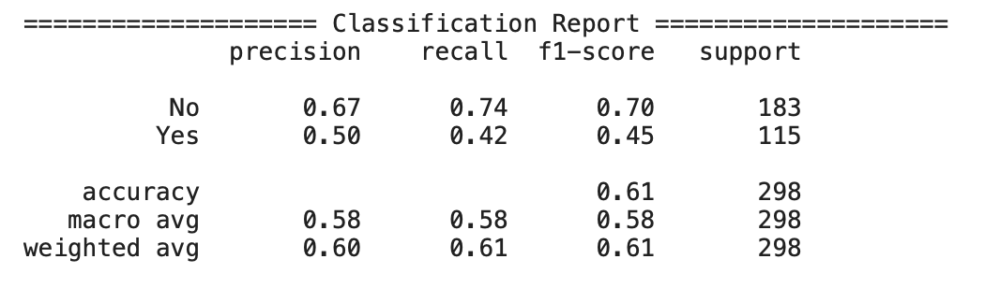 ==================== Classification Report ====================
precision recall f1-score support
No 0.67 0.74 0.70 183
Yes 0.50 0.42 0.45 115
accuracy 0.61 298
macro avg 0.58 0.58 0.58 298
weighted avg 0.60 0.61 0.61 298